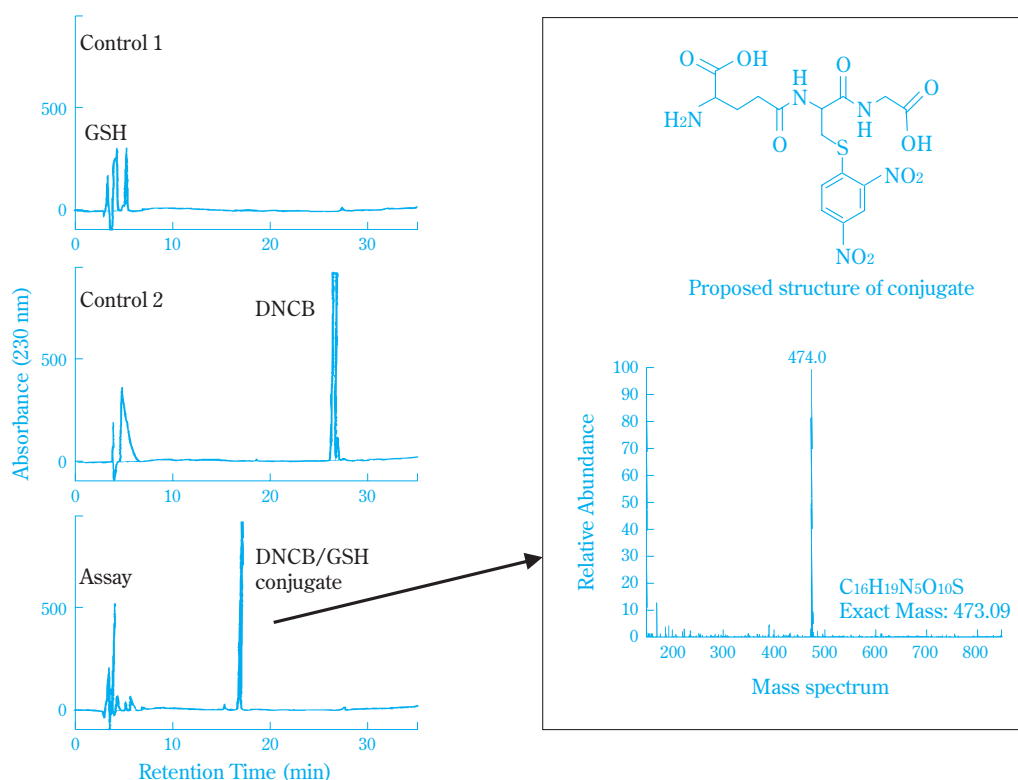 Control 1
GSH
500
0
0 10 20 30
Control 2
DNCB
500
0
0 10 20 30
Assay
DNCB/GSH
conjugate
500
0
0 10 20 30
Absorbance (230 nm)
Retention Time (min)
O
OH
H2N
O
H
N
O
N
H
O
OH
S
NO2
NO2
Proposed structure of conjugate
474.0
100
90
80
70
60
50
40
30
20
10
0
200 300 400 500 600 700 800
Relative Abundance
C16H19N5O10S
Exact Mass: 473.09
Mass spectrum